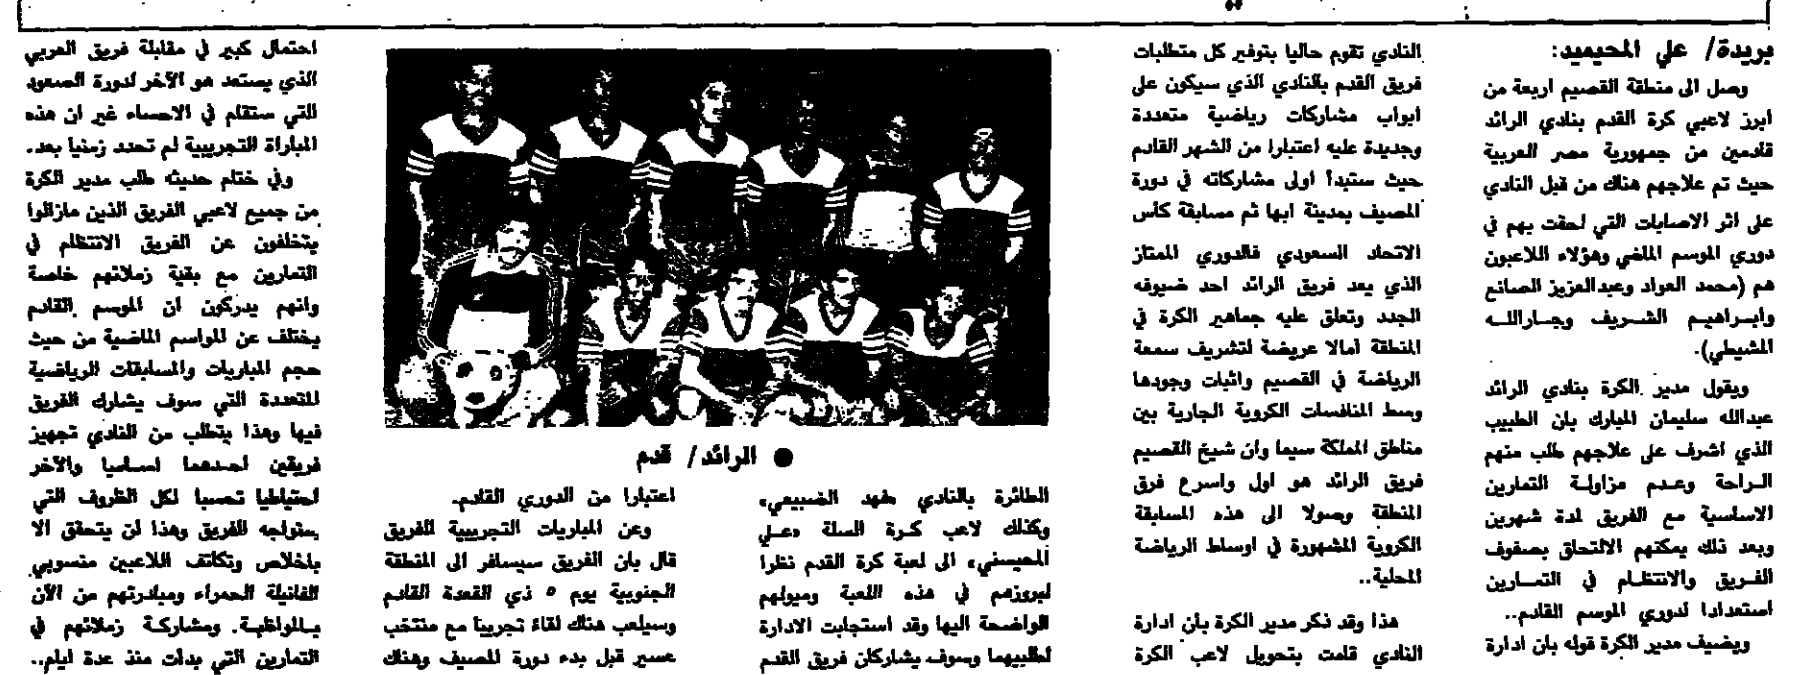 بريدة/ علي المحيميد:
وصل الى منطقة القصيم اربعة من
ابرز لاعبي كرة القدم بنادي الرائد
قادمين من جمهورية مصر العربية
حيث تم علاجهم هناك من قبل النادي
على اثر الاصابات التي لحقت بهم في
دوري الموسم الماضي وهؤلاء اللاعبون
هم (محمد العواد وعبدالعزيز الصانع
وابراهيم الشريف وجارالله
المشيطي).
ويقول مدير الكرة بنادي الرائد
عبدالله سليمان المبارك بان الطبيب
الذي اشرف على علاجهم طلب منهم
الراحة وعدم مزاولة التمارين
الاساسية مع الفريق لمدة شهرين
وبعد ذلك يمكنهم الالتحاق بصفوف
الفريق والانتظام في التمارين
استعدادا لدوري الموسم القادم..
ويضيف مدير الكرة قوله بان ادارة
النادي تقوم حاليا بتوفير كل متطلبات
فريق القدم بالنادي الذي سيكون على
ابواب مشاركات رياضية متعددة
وجديدة عليه اعتبارا من الشهر القادم
حيث ستبدأ اولى مشاركاته في دورة
المصيف بمدينة ابها ثم مسابقة كأس
الاتحاد السعودي فالدوري الممتاز
الذي يعد فريق الرائد احد ضيوفه
الجدد وتعلق عليه جماهير الكرة في
المنطقة آمالا عريضة لتشريف سمعة
الرياضة في القصيم واثبات وجودها
وسط المنافسات الكروية الجارية بين
مناطق المملكة سيما وان شيخ القصيم
فريق الرائد هو اول واسرع فرق
المنطقة وصولا الى هذه المسابقة
الكروية المشهورة في اوساط الرياضة
المحلية..
هذا وقد ذكر مدير الكرة بأن ادارة
النادي قامت بتحويل لاعب الكرة
● الرائد/ قدم
الطائرة بالنادي «فهد الضبيعي»
وكذلك لاعب كرة السلة «علي
المحيسني» الى لعبة كرة القدم نظرا
لبروزهم في هذه اللعبة وميولهم
الواضحة اليها وقد استجابت الادارة
لطلبيهما وسوف يشاركان فريق القدم
اعتبارا من الدوري القادم.
وعن المباريات التجريبية للفريق
قال بان الفريق سيسافر الى المنطقة
الجنوبية يوم ٥ ذي القعدة القادم
وسيلعب هناك لقاءً تجريبيا مع منتخب
عسير قبل بدء دورة المصيف وهناك
احتمال كبير في مقابلة فريق العربي
الذي يستعد هو الآخر لدورة الصعود
التي ستقام في الاحساء غير ان هذه
المباراة التجريبية لم تحدد زمنيا بعد.
وفي ختام حديثه طلب مدير الكرة
من جميع لاعبي الفريق الذين مازالوا
يتخلفون عن الفريق الانتظام في
التمارين مع بقية زملائهم خاصة
وانهم يدركون ان الموسم القادم
يختلف عن المواسم الماضية من حيث
حجم المباريات والمسابقات الرياضية
المتعددة التي سوف يشارك الفريق
فيها وهذا يتطلب من النادي تجهيز
فريقين احدهما اساسيا والآخر
احتياطيا تحسبا لكل الظروف التي
ستواجه الفريق وهذا لن يتحقق الا
باخلاص وتكاتف اللاعبين منسوبي
الفانيلة الحمراء ومبادرتهم من الآن
بالمواظبة. ومشاركة زملائهم في
التمارين التي بدأت منذ عدة ايام..